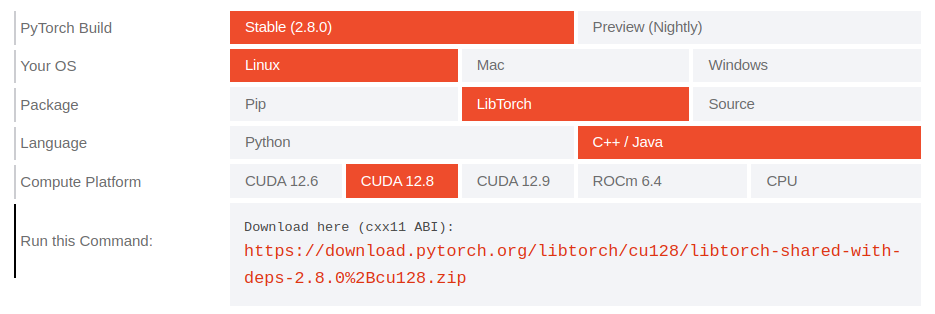 PyTorch Build Stable (2.8.0) Preview (Nightly)
Your OS Linux Mac Windows
Package Pip LibTorch Source
Language Python C++ / Java
Compute Platform CUDA 12.6 CUDA 12.8 CUDA 12.9 ROCm 6.4 CPU
Run this Command:
Download here (cxx11 ABI):
https://download.pytorch.org/libtorch/cu128/libtorch-shared-with-
deps-2.8.0%2Bcu128.zip